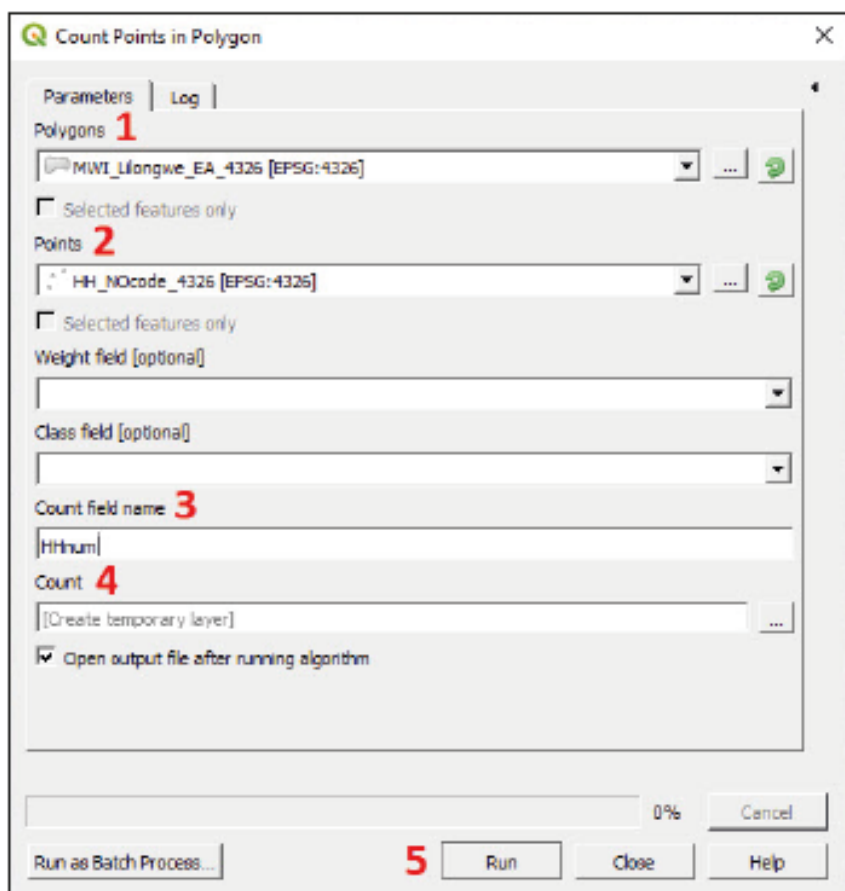 Count Points in Polygon
Parameters
Log
Polygons 1
MWI_Lilongwe_EA_4326 [EPSG:4326]
...
Selected features only
Points 2
HH_NOcode_4326 [EPSG:4326]
...
Selected features only
Weight field [optional]
Class field [optional]
Count field name 3
HHnum
Count 4
[Create temporary layer]
...
Open output file after running algorithm
0%
Cancel
Run as Batch Process...
5
Run
Close
Help